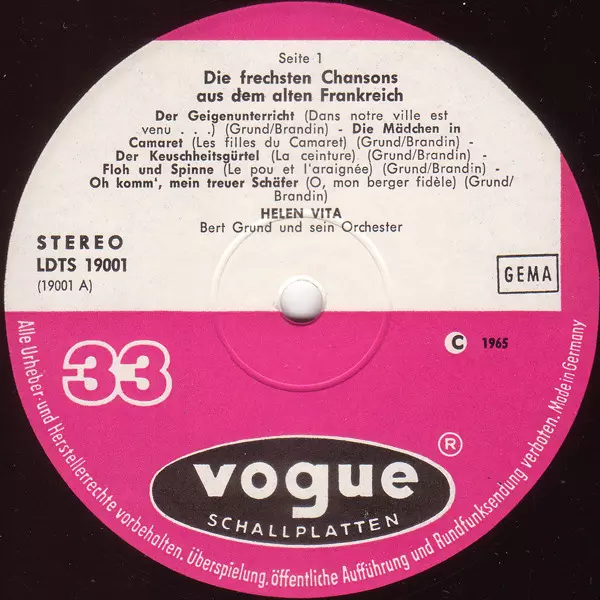 Seite 1
Die frechsten Chansons
aus dem alten Frankreich
Der Geigenunterricht (Dans notre ville est
venu . . .) (Grund/Brandin) - Die Mädchen in
Camaret (Les filles du Camaret) (Grund/Brandin) -
Der Keuschheitsgürtel (La ceinture) (Grund/Brandin) -
Floh und Spinne (Le pou et l'araignée) (Grund/Brandin) -
Oh komm', mein treuer Schäfer (O, mon berger fidèle) (Grund/
Brandin)
HELEN VITA
Bert Grund und sein Orchester
STEREO
LDTS 19001
(19001 A)
GEMA
C 1965
33
vogue ®
SCHALLPLATTEN
Alle Urheber- und Herstellerrechte vorbehalten. Überspielung, öffentliche Aufführung und Rundfunksendung verboten. Made in Germany